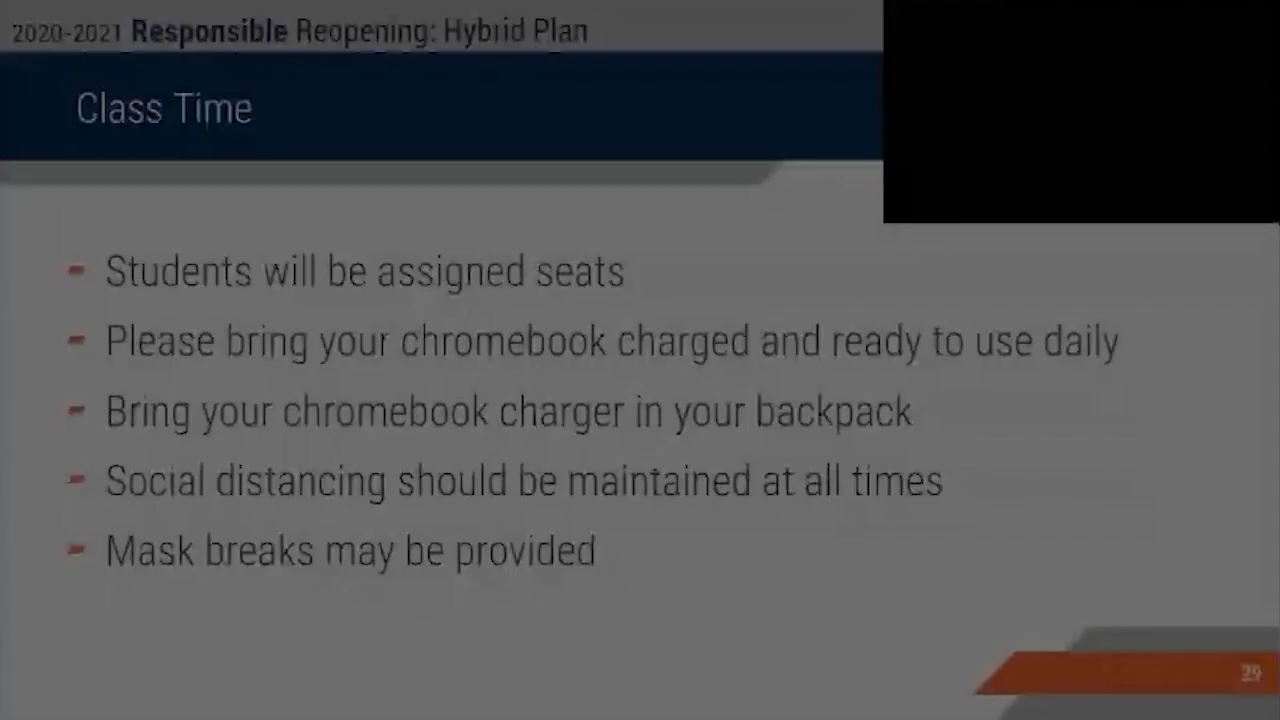 2020-2021 Responsible Reopening: Hybrid Plan
Class Time
Students will be assigned seats
Please bring your chromebook charged and ready to use daily
Bring your chromebook charger in your backpack
Social distancing should be maintained at all times
Mask breaks may be provided
29